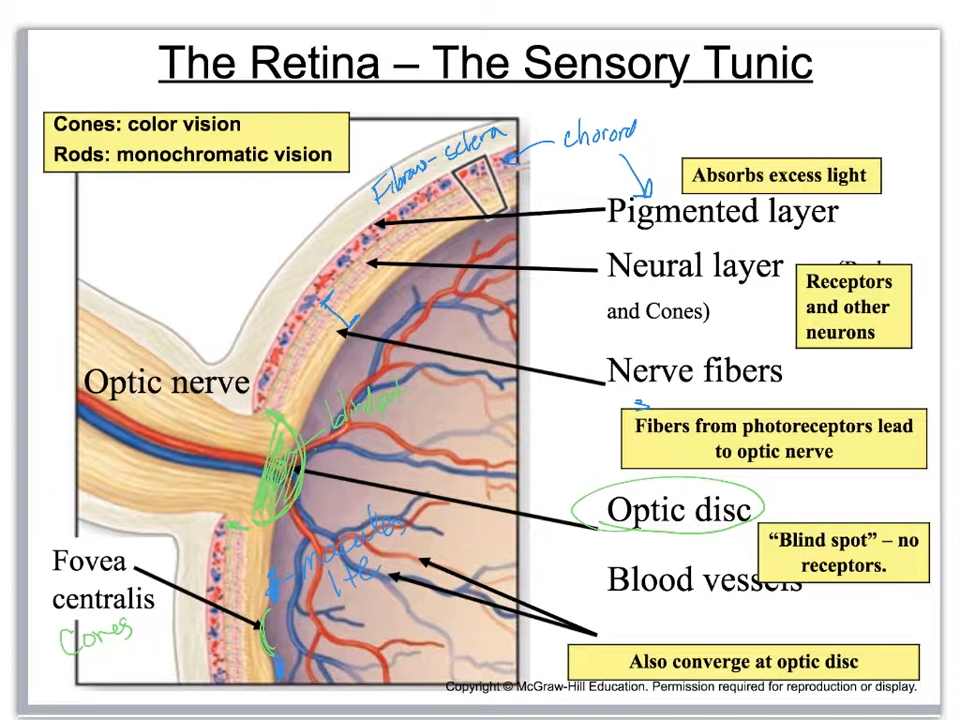 The Retina – The Sensory Tunic
Cones: color vision
Rods: monochromatic vision
sclera
Absorbs excess light
Pigmented layer
Neural layer
and Cones)
Receptors
and other
neurons
Optic nerve
Nerve fibers
blindspot
Fibers from photoreceptors lead
to optic nerve
Optic disc
"Blind spot" – no
receptors.
Fovea
centralis
Cones
Blood vessels
Also converge at optic disc
Copyright © McGraw-Hill Education. Permission required for reproduction or display.